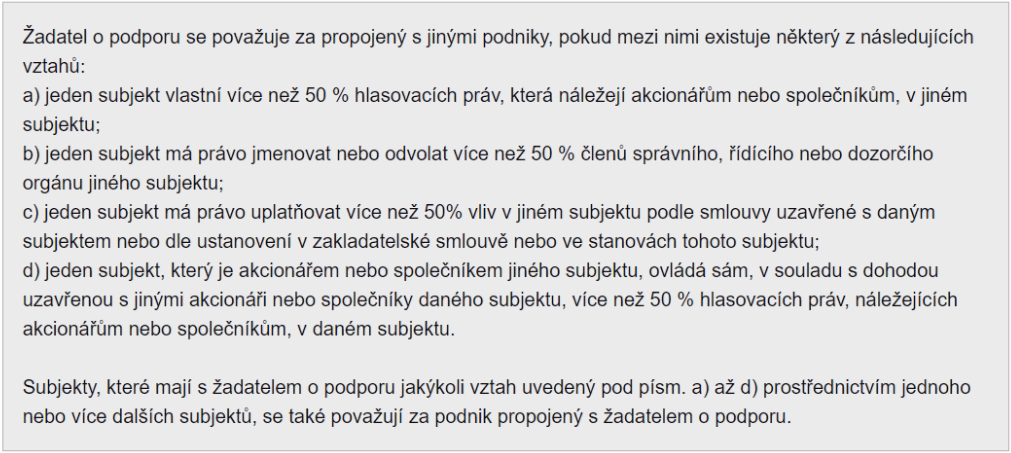 Žadatel o podporu se považuje za propojený s jinými podniky, pokud mezi nimi existuje některý z následujících
vztahů:
a) jeden subjekt vlastní více než 50 % hlasovacích práv, která náležejí akcionářům nebo společníkům, v jiném
subjektu;
b) jeden subjekt má právo jmenovat nebo odvolat více než 50 % členů správního, řídícího nebo dozorčího
orgánu jiného subjektu;
c) jeden subjekt má právo uplatňovat více než 50% vliv v jiném subjektu podle smlouvy uzavřené s daným
subjektem nebo dle ustanovení v zakladatelské smlouvě nebo ve stanovách tohoto subjektu;
d) jeden subjekt, který je akcionářem nebo společníkem jiného subjektu, ovládá sám, v souladu s dohodou
uzavřenou s jinými akcionáři nebo společníky daného subjektu, více než 50 % hlasovacích práv, náležejících
akcionářům nebo společníkům, v daném subjektu.
Subjekty, které mají s žadatelem o podporu jakýkoli vztah uvedený pod písm. a) až d) prostřednictvím jednoho
nebo více dalších subjektů, se také považují za podnik propojený s žadatelem o podporu.